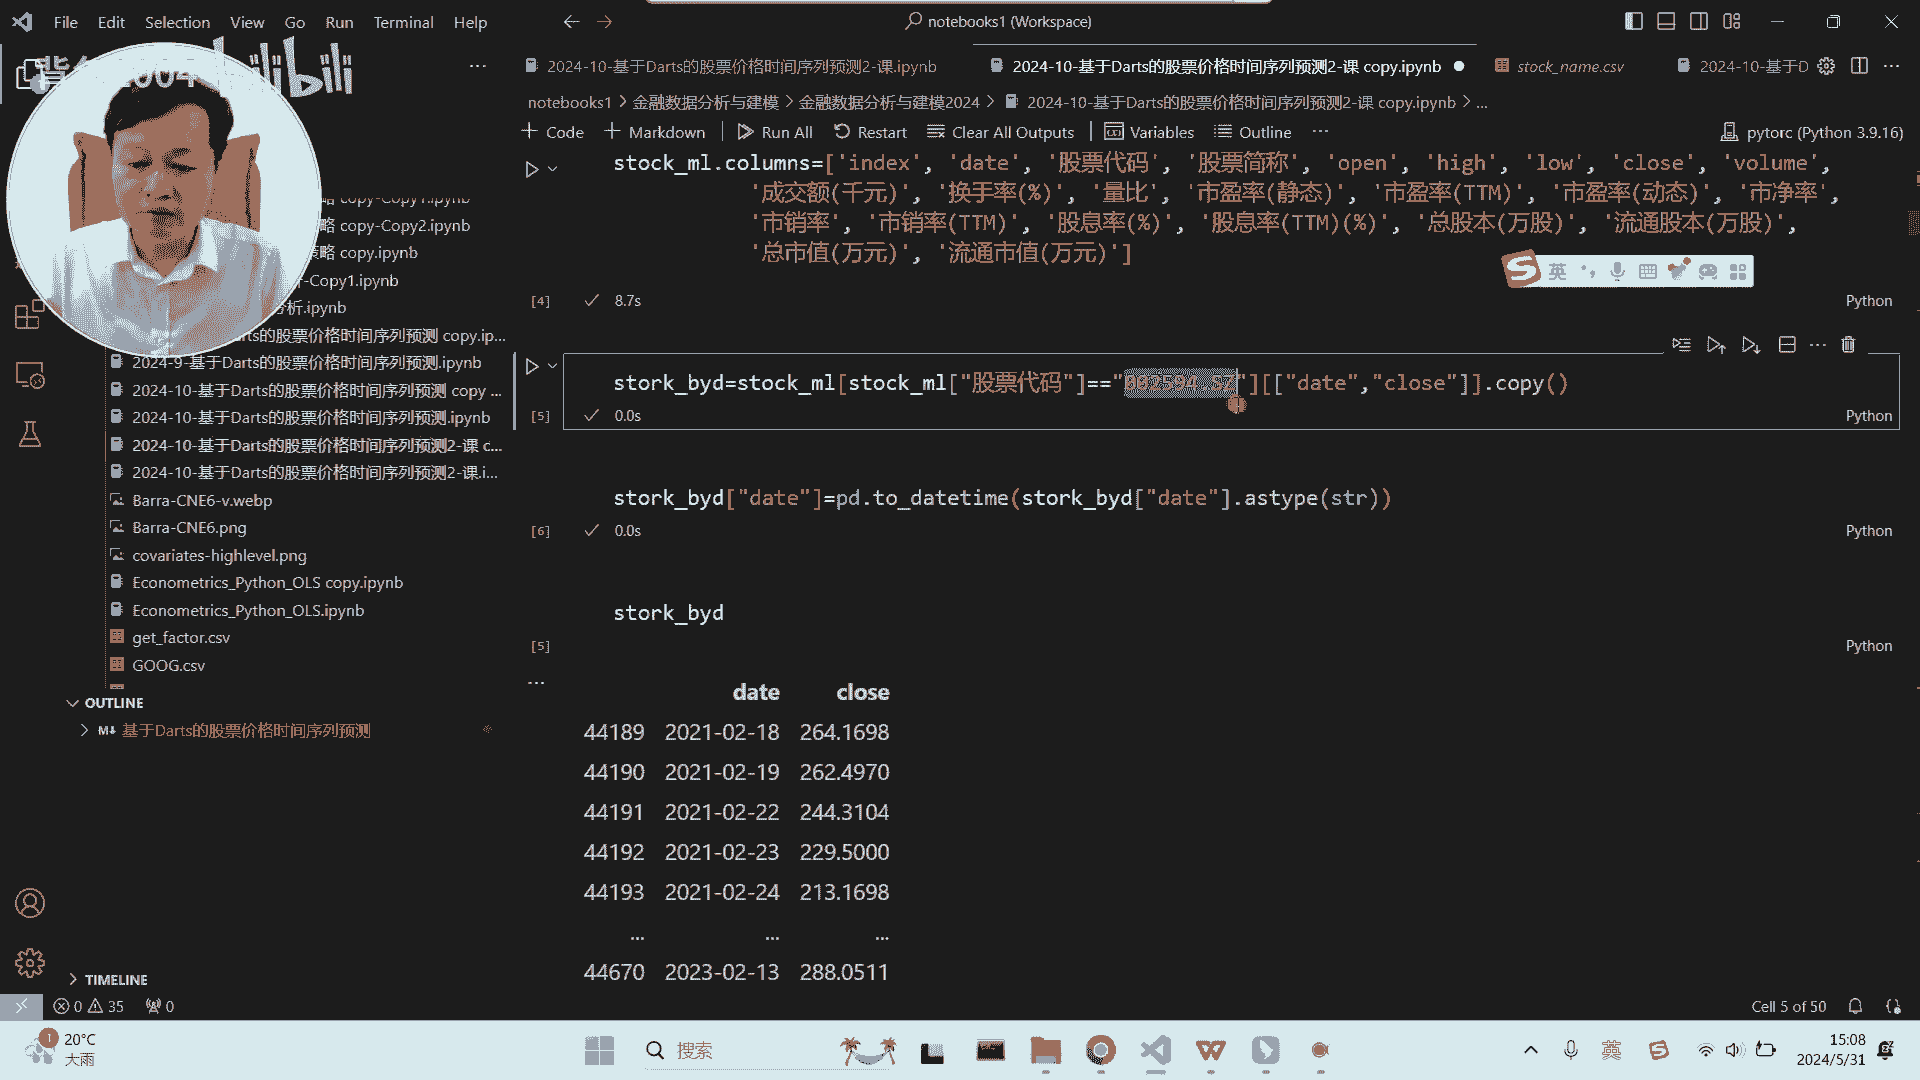 File Edit Selection View Go Run Terminal Help
notebooks1 (Workspace)
bilibili
2024-10-基于Darts的股票价格时间序列预测2-课.ipynb
2024-10-基于Darts的股票价格时间序列预测2-课 copy.ipynb
stock_name.csv
2024-10-基于D
notebooks1 > 金融数据分析与建模 > 金融数据分析与建模2024 > 2024-10-基于Darts的股票价格时间序列预测2-课 copy.ipynb > ...
+ Code + Markdown Run All Restart Clear All Outputs Variables Outline ...
pytorc (Python 3.9.16)
stock_ml.columns=['index', 'date', '股票代码', '股票简称', 'open', 'high', 'low', 'close', 'volume',
'成交额(千元)', '换手率(%)', '量比', '市盈率(静态)', '市盈率(TTM)', '市盈率(动态)', '市净率',
'市销率', '市销率(TTM)', '股息率(%)', '股息率(TTM)(%)', '总股本(万股)', '流通股本(万股)',
'总市值(万元)', '流通市值(万元)']
英
[4] 8.7s Python
stork_byd=stock_ml[stock_ml["股票代码"]=="002594.SZ"][["date","close"]].copy()
[5] 0.0s Python
stork_byd["date"]=pd.to_datetime(stork_byd["date"].astype(str))
[6] 0.0s Python
stork_byd
[5] Python
...
date close
44189 2021-02-18 264.1698
44190 2021-02-19 262.4970
44191 2021-02-22 244.3104
44192 2021-02-23 229.5000
44193 2021-02-24 213.1698
... ... ...
44670 2023-02-13 288.0511
略 copy-Copy1.ipynb
略 copy-Copy2.ipynb
略 copy.ipynb
-Copy1.ipynb
析.ipynb
rts的股票价格时间序列预测 copy.ip...
2024-9-基于Darts的股票价格时间序列预测.ipynb
2024-10-基于Darts的股票价格时间序列预测 copy ...
2024-10-基于Darts的股票价格时间序列预测.ipynb
2024-10-基于Darts的股票价格时间序列预测2-课 c...
2024-10-基于Darts的股票价格时间序列预测2-课.i...
Barra-CNE6-v.webp
Barra-CNE6.png
covariates-highlevel.png
Econometrics_Python_OLS copy.ipynb
Econometrics_Python_OLS.ipynb
get_factor.csv
GOOG.csv
OUTLINE
M↓ 基于Darts的股票价格时间序列预测
TIMELINE
0 35 0
Cell 5 of 50
1
20°C
大雨
搜索
英
15:08
2024/5/31